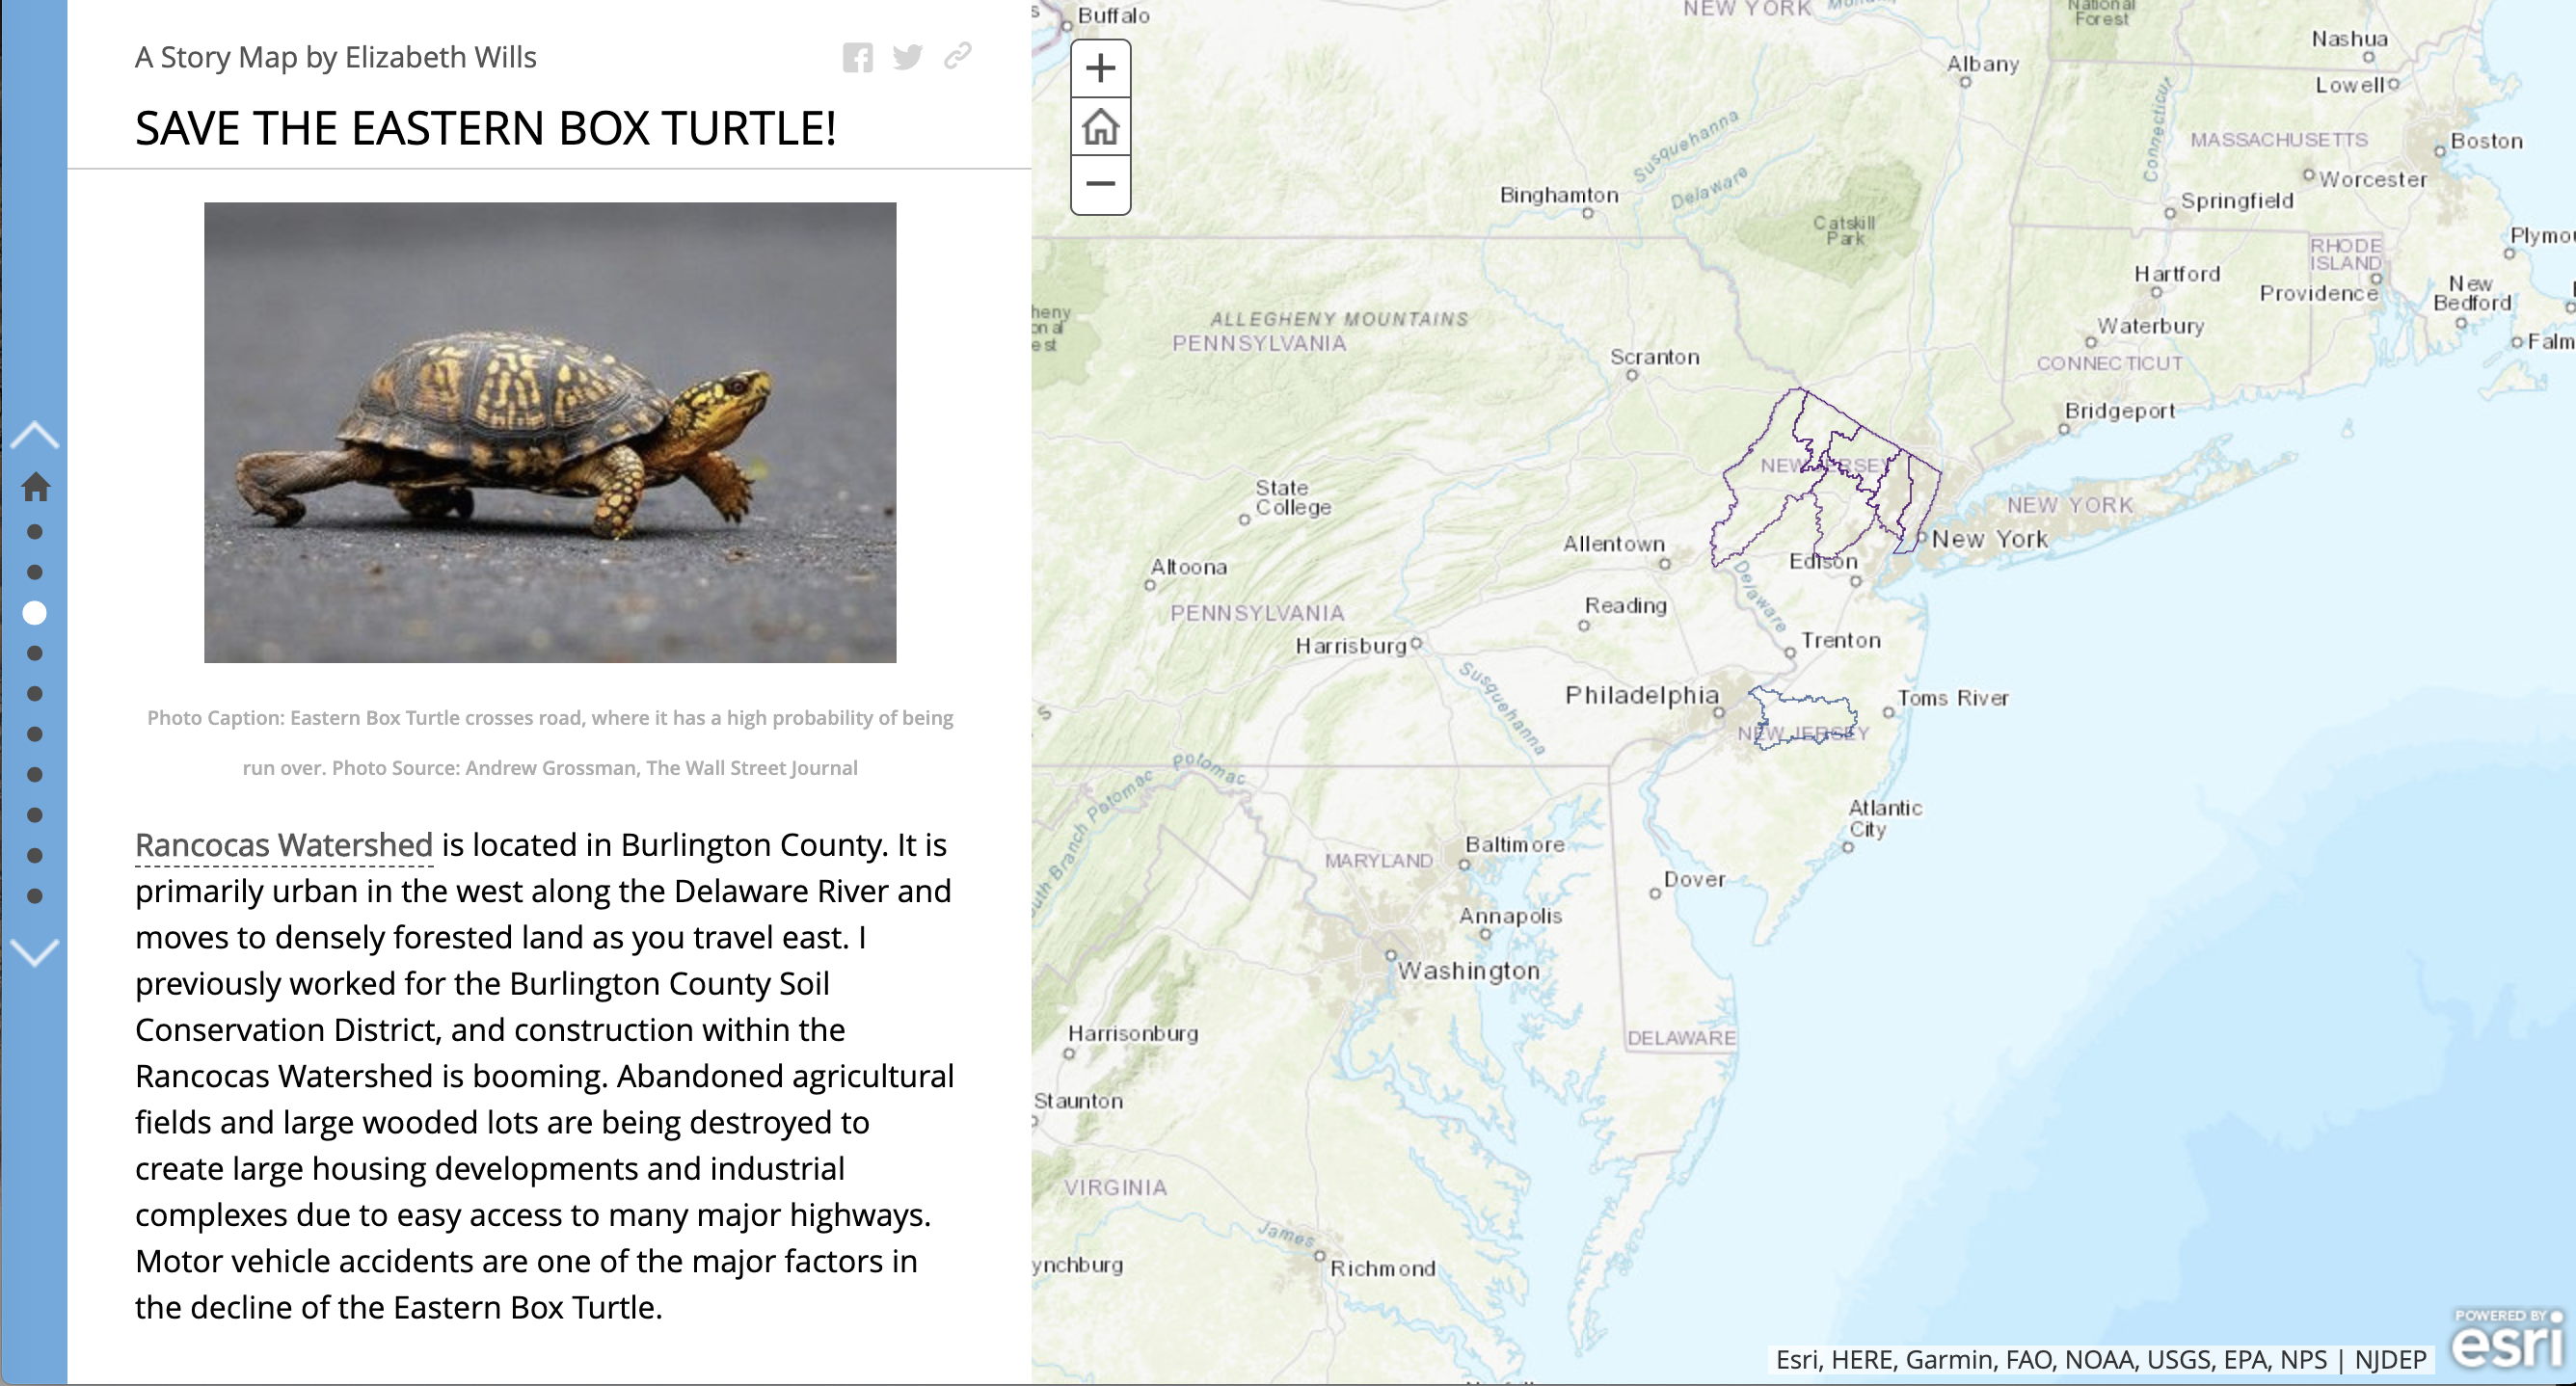 A Story Map by Elizabeth Wills
SAVE THE EASTERN BOX TURTLE!
Photo Caption: Eastern Box Turtle crosses road, where it has a high probability of being
run over. Photo Source: Andrew Grossman, The Wall Street Journal
Rancocas Watershed is located in Burlington County. It is
primarily urban in the west along the Delaware River and
moves to densely forested land as you travel east. I
previously worked for the Burlington County Soil
Conservation District, and construction within the
Rancocas Watershed is booming. Abandoned agricultural
fields and large wooded lots are being destroyed to
create large housing developments and industrial
complexes due to easy access to many major highways.
Motor vehicle accidents are one of the major factors in
the decline of the Eastern Box Turtle.
+
−
Buffalo
NEW YORK
National
Forest
Nashua
Albany
Lowell
Connecticut
MASSACHUSETTS
Boston
Susquehanna
Worcester
Binghamton
Delaware
Springfield
Catskill
Park
Plymou
RHODE
ISLAND
Hartford
Providence
New
Bedford
heny
onal
est
ALLEGHENY MOUNTAINS
PENNSYLVANIA
Waterbury
Falm
Scranton
CONNECTICUT
Bridgeport
NEW JERSEY
State
College
NEW YORK
New York
Allentown
Edison
Altoona
Delaware
Reading
PENNSYLVANIA
Harrisburg
Trenton
Susquehanna
Philadelphia
Toms River
NEW JERSEY
Potomac
uth Branch Potomac
Atlantic
City
Baltimore
MARYLAND
Dover
Annapolis
Washington
Harrisonburg
DELAWARE
Staunton
VIRGINIA
James
ynchburg
Richmond
POWERED BY
esri
Esri, HERE, Garmin, FAO, NOAA, USGS, EPA, NPS | NJDEP